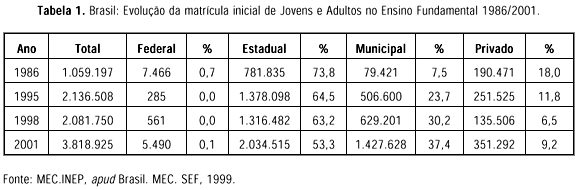 Tabela 1. Brasil: Evolução da matrícula inicial de Jovens e Adultos no Ensino Fundamental 1986/2001.
Ano Total Federal % Estadual % Municipal % Privado %
1986 1.059.197 7.466 0,7 781.835 73,8 79.421 7,5 190.471 18,0
1995 2.136.508 285 0,0 1.378.098 64,5 506.600 23,7 251.525 11,8
1998 2.081.750 561 0,0 1.316.482 63,2 629.201 30,2 135.506 6,5
2001 3.818.925 5.490 0,1 2.034.515 53,3 1.427.628 37,4 351.292 9,2
Fonte: MEC.INEP, apud Brasil. MEC. SEF, 1999.